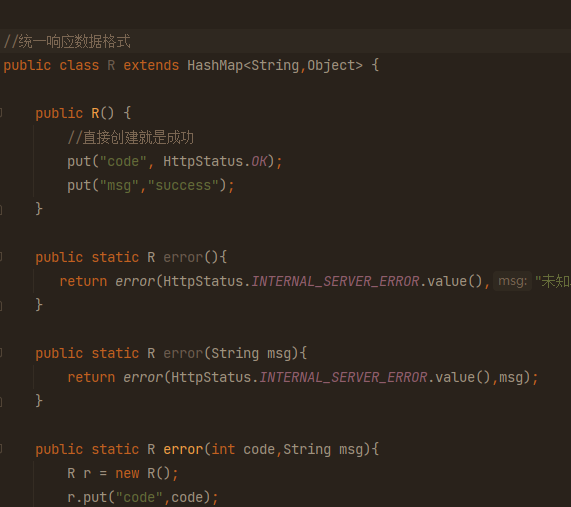 //统一响应数据格式
public class R extends HashMap<String,Object> {
public R() {
//直接创建就是成功
put("code", HttpStatus.OK);
put("msg","success");
}
public static R error(){
return error(HttpStatus.INTERNAL_SERVER_ERROR.value(), msg: "未知
}
public static R error(String msg){
return error(HttpStatus.INTERNAL_SERVER_ERROR.value(),msg);
}
public static R error(int code,String msg){
R r = new R();
r.put("code",code);